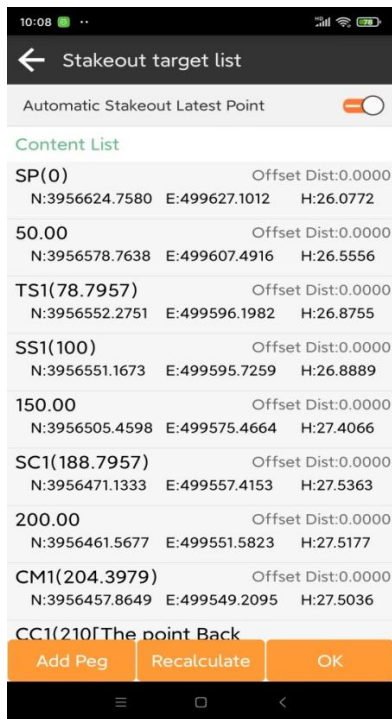 10:08
78
Stakeout target list
Automatic Stakeout Latest Point
Content List
SP(0) Offset Dist:0.0000
N:3956624.7580 E:499627.1012 H:26.0772
50.00 Offset Dist:0.0000
N:3956578.7638 E:499607.4916 H:26.5556
TS1(78.7957) Offset Dist:0.0000
N:3956552.2751 E:499596.1982 H:26.8755
SS1(100) Offset Dist:0.0000
N:3956551.1673 E:499595.7259 H:26.8889
150.00 Offset Dist:0.0000
N:3956505.4598 E:499575.4664 H:27.4066
SC1(188.7957) Offset Dist:0.0000
N:3956471.1333 E:499557.4153 H:27.5363
200.00 Offset Dist:0.0000
N:3956461.5677 E:499551.5823 H:27.5177
CM1(204.3979) Offset Dist:0.0000
N:3956457.8649 E:499549.2095 H:27.5036
CC1(210[The point Back
Add Peg Recalculate OK